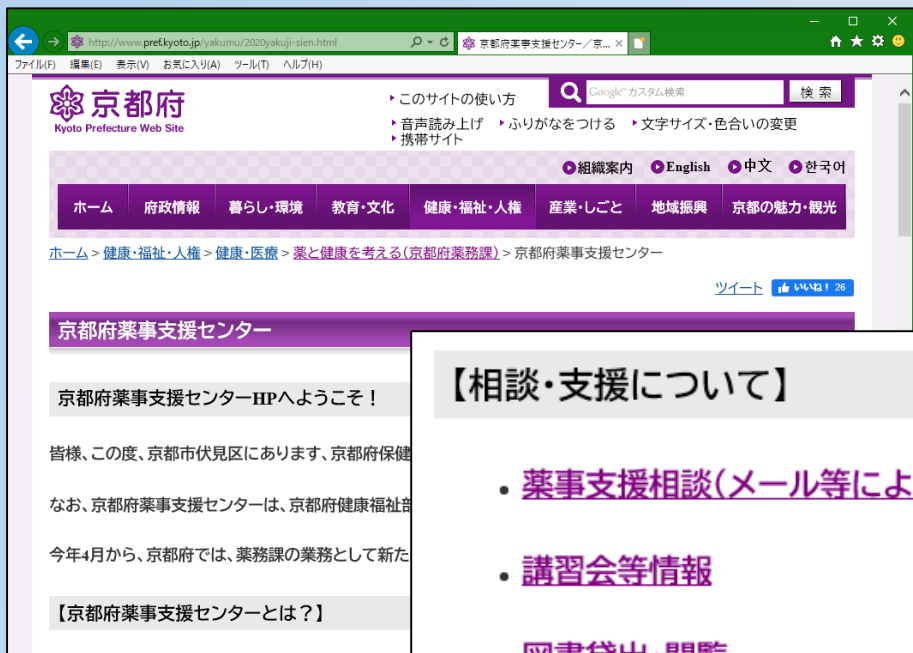 http://www.pref.kyoto.jp/yakumu/2020yakuji-sien.html
京都府薬事支援センター／京...
ファイル(F) 編集(E) 表示(V) お気に入り(A) ツール(T) ヘルプ(H)
京都府
Kyoto Prefecture Web Site
このサイトの使い方
Google カスタム検索
検索
音声読み上げ ふりがなをつける 文字サイズ・色合いの変更
携帯サイト
組織案内 English 中文 한국어
ホーム 府政情報 暮らし・環境 教育・文化 健康・福祉・人権 産業・しごと 地域振興 京都の魅力・観光
ホーム > 健康・福祉・人権 > 健康・医療 > 薬と健康を考える(京都府薬務課) > 京都府薬事支援センター
ツイート いいね！ 26
京都府薬事支援センター
京都府薬事支援センターHPへようこそ！
皆様、この度、京都市伏見区にあります、京都府保健
なお、京都府薬事支援センターは、京都府健康福祉部
今年4月から、京都府では、薬務課の業務として新た
【京都府薬事支援センターとは？】
【相談・支援について】
薬事支援相談(メール等によ
講習会等情報
図書貸出・閲覧